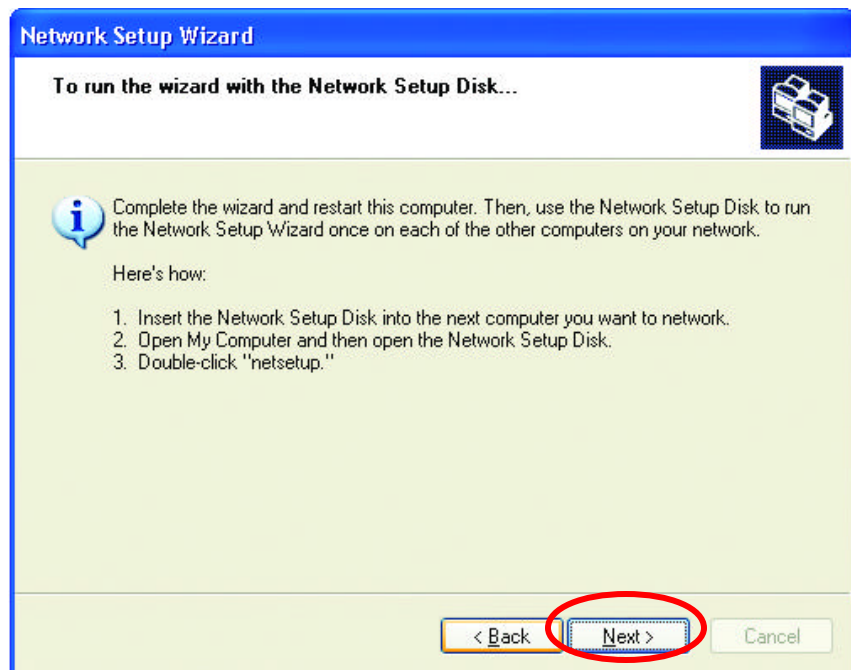 Network Setup Wizard
To run the wizard with the Network Setup Disk...
Complete the wizard and restart this computer. Then, use the Network Setup Disk to run
the Network Setup Wizard once on each of the other computers on your network.
Here's how:
1. Insert the Network Setup Disk into the next computer you want to network.
2. Open My Computer and then open the Network Setup Disk.
3. Double-click "netsetup."
< Back
Next >
Cancel